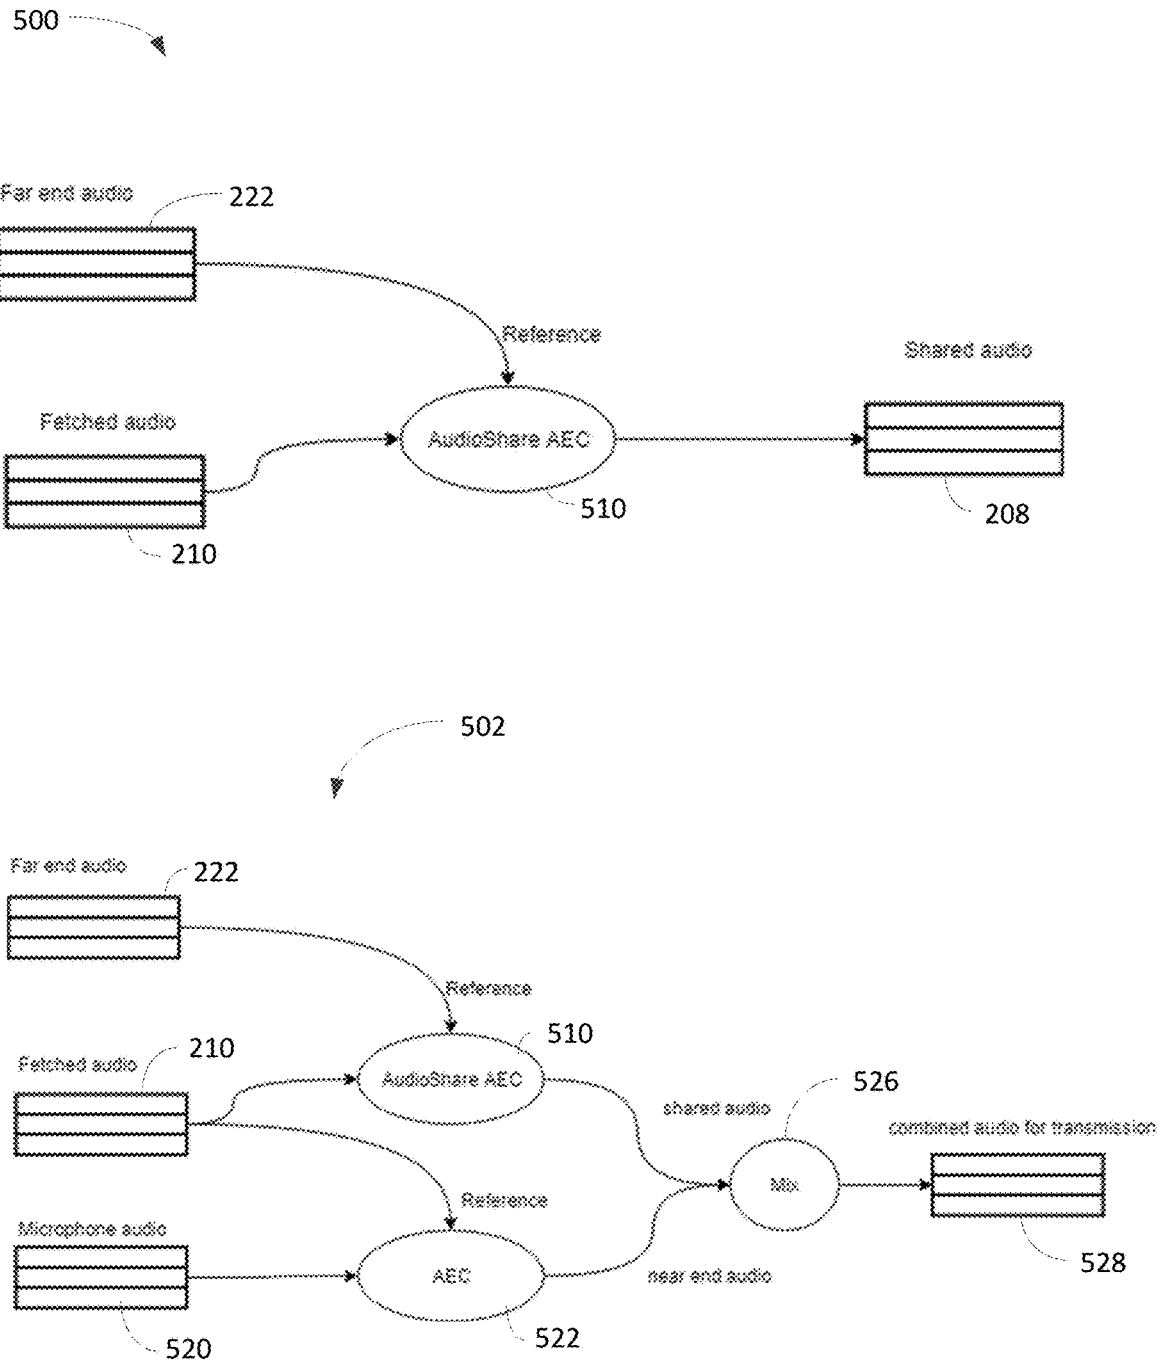 500
Far end audio
222
Reference
Shared audio
Fetched audio
AudioShare AEC
510
208
210
502
Far end audio
222
Reference
510
Fetched audio
210
AudioShare AEC
526
shared audio
combined audio for transmission
Mix
Reference
Microphone audio
AEC
near end audio
528
520
522